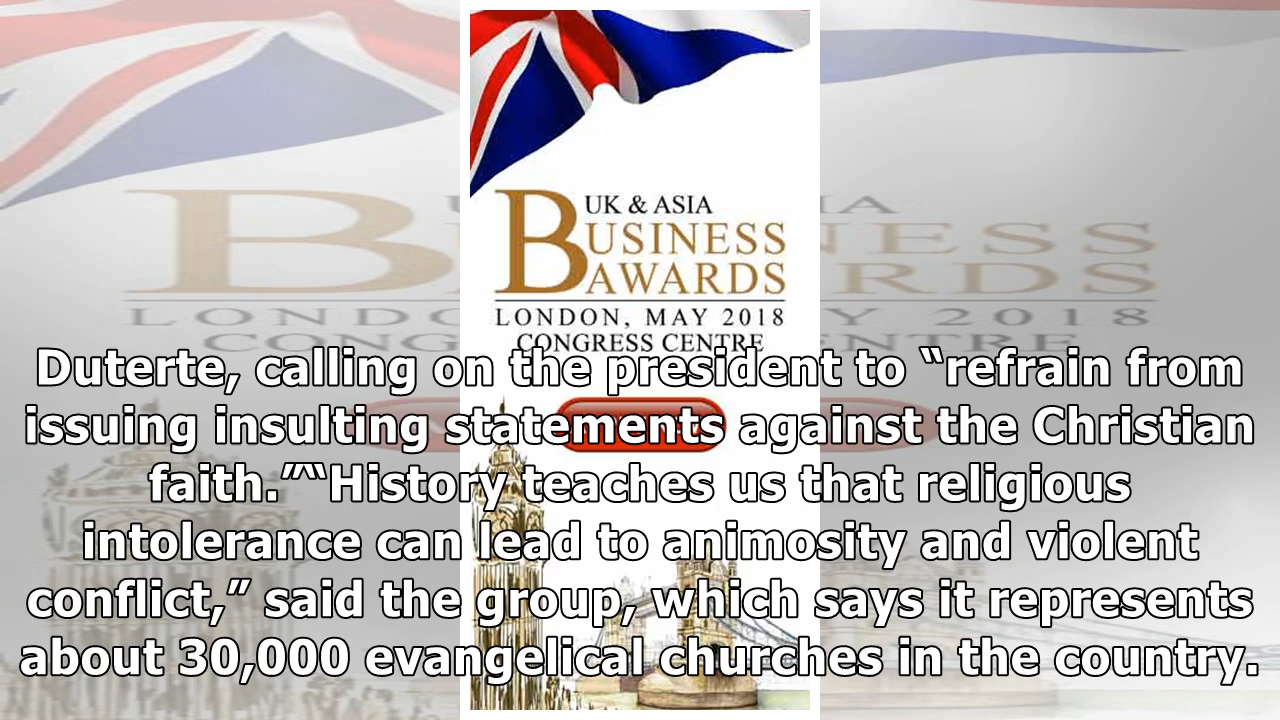 UK & ASIA
BUSINESS
AWARDS
LONDON, MAY 2018
CONGRESS CENTRE
Duterte, calling on the president to “refrain from
issuing insulting statements against the Christian
faith.”“History teaches us that religious
intolerance can lead to animosity and violent
conflict,” said the group, which says it represents
about 30,000 evangelical churches in the country.